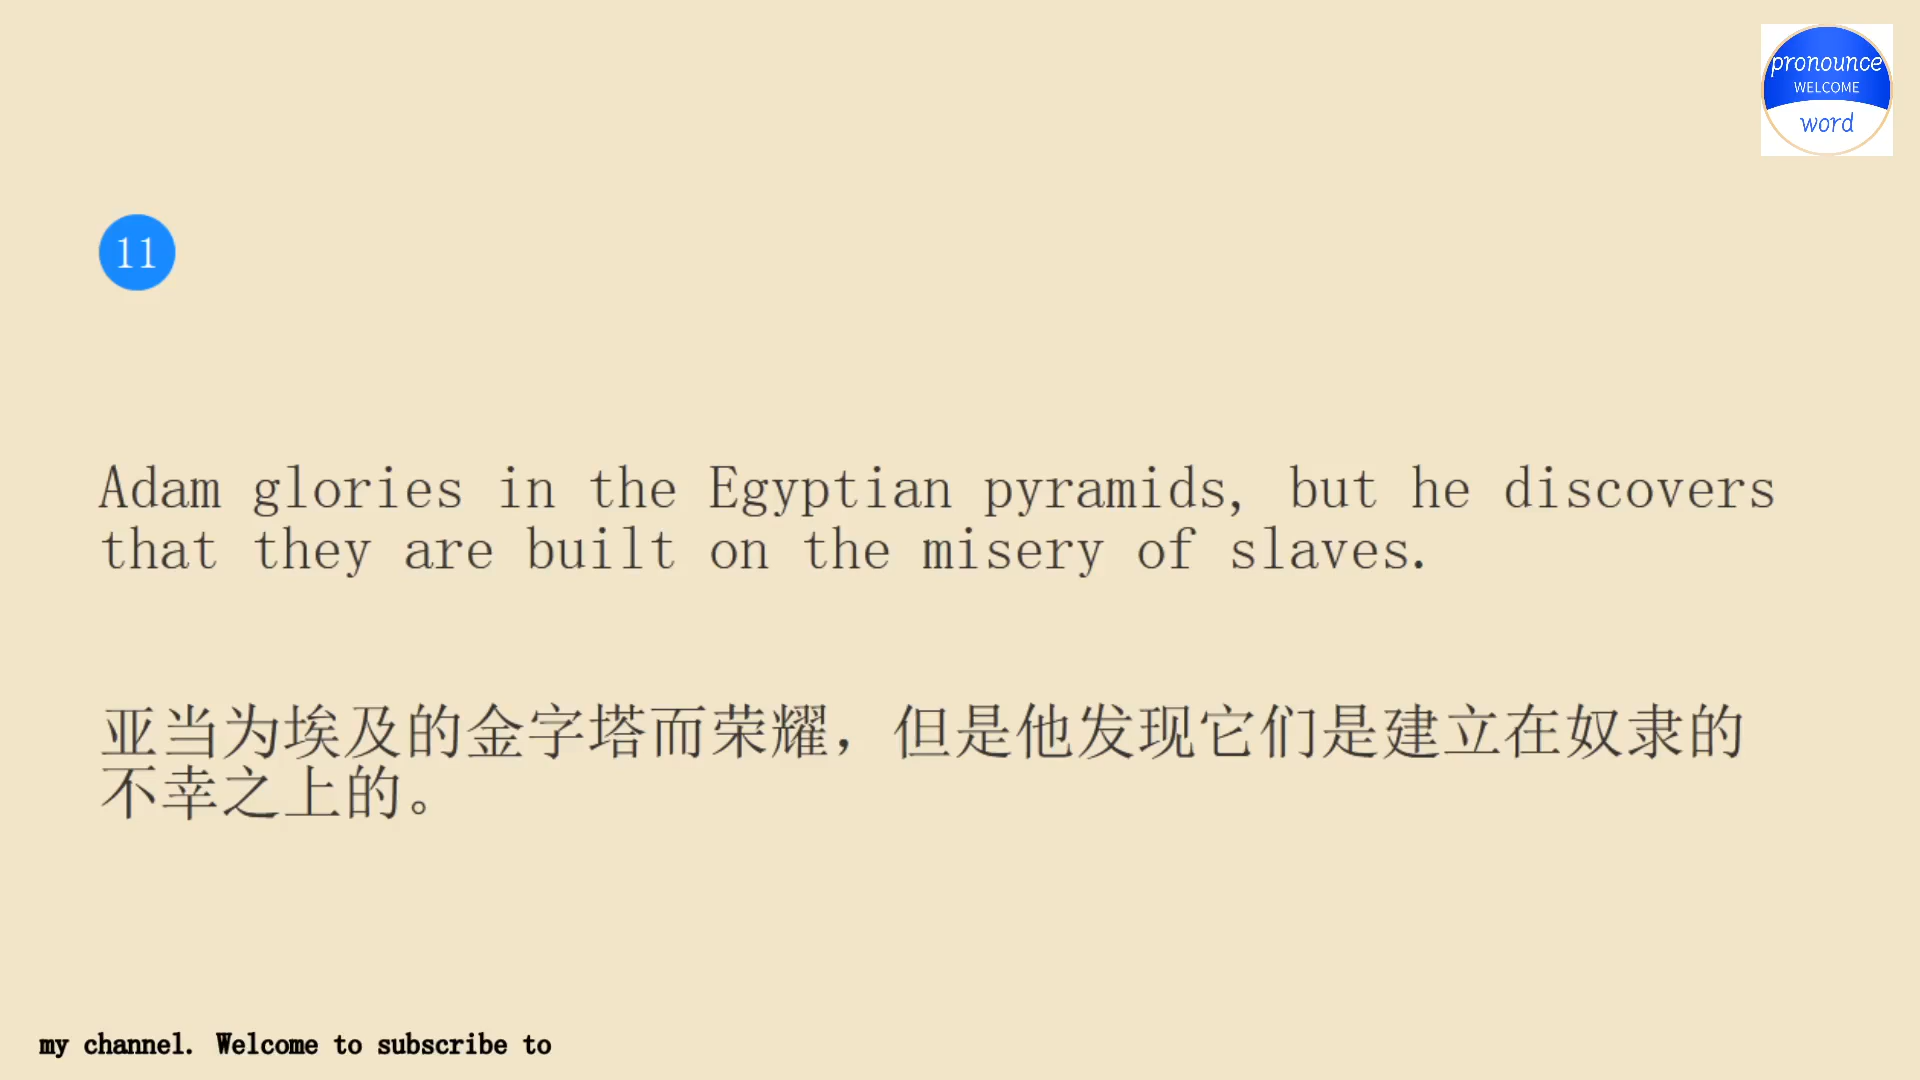 pronounce
WELCOME
word
11
Adam glories in the Egyptian pyramids, but he discovers
that they are built on the misery of slaves.
亚当为埃及的金字塔而荣耀，但是他发现它们是建立在奴隶的
不幸之上的。
my channel. Welcome to subscribe to